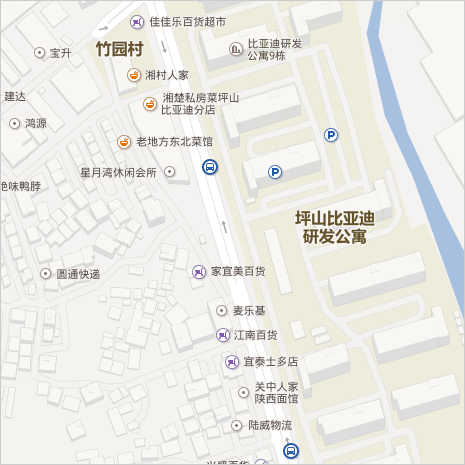 佳佳乐百货超市
竹园村
比亚迪研发
公寓9栋
宝升
湘村人家
建达
湘楚私房菜坪山
比亚迪分店
鸿源
P
老地方东北菜馆
星月湾休闲会所
P
绝味鸭脖
坪山比亚迪
研发公寓
圆通快递
家宜美百货
麦乐基
江南百货
宜泰士多店
关中人家
陕西面馆
陆威物流